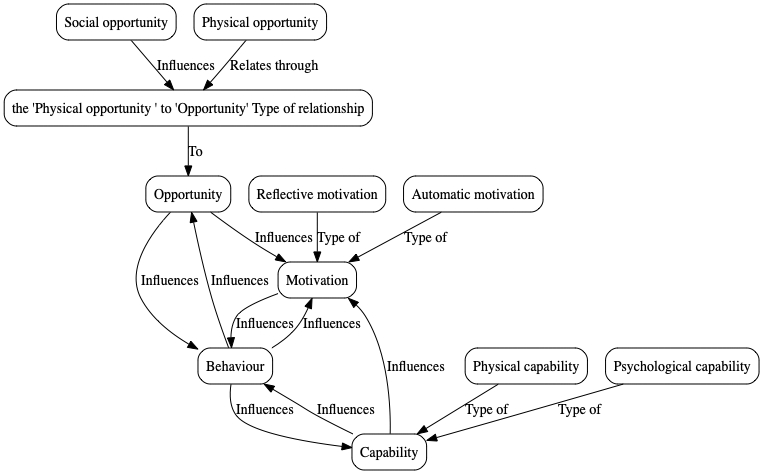 Social opportunity
Physical opportunity
Influences
Relates through
the 'Physical opportunity ' to 'Opportunity' Type of relationship
To
Opportunity
Reflective motivation
Automatic motivation
Influences
Type of
Type of
Motivation
Influences
Influences
Influences
Influences
Behaviour
Influences
Physical capability
Psychological capability
Influences
Influences
Type of
Type of
Capability